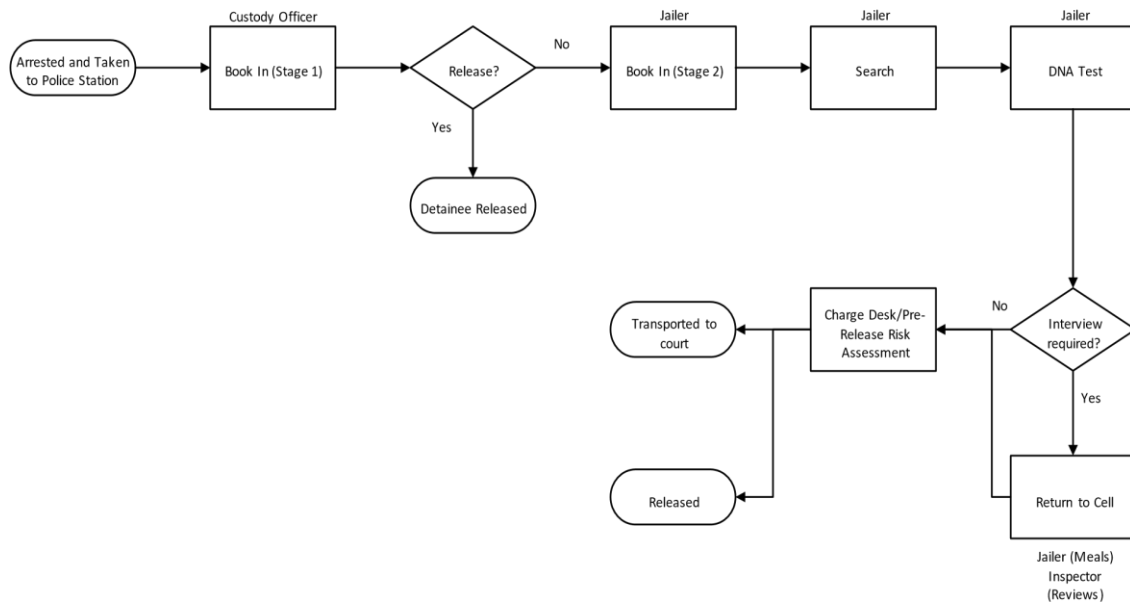 Custody Officer
Jailer
Jailer
Jailer
Arrested and Taken
to Police Station
Book In (Stage 1)
Release?
No
Book In (Stage 2)
Search
DNA Test
Yes
Detainee Released
Transported to
court
Charge Desk/Pre-
Release Risk
Assessment
No
Interview
required?
Yes
Released
Return to Cell
Jailer (Meals)
Inspector
(Reviews)